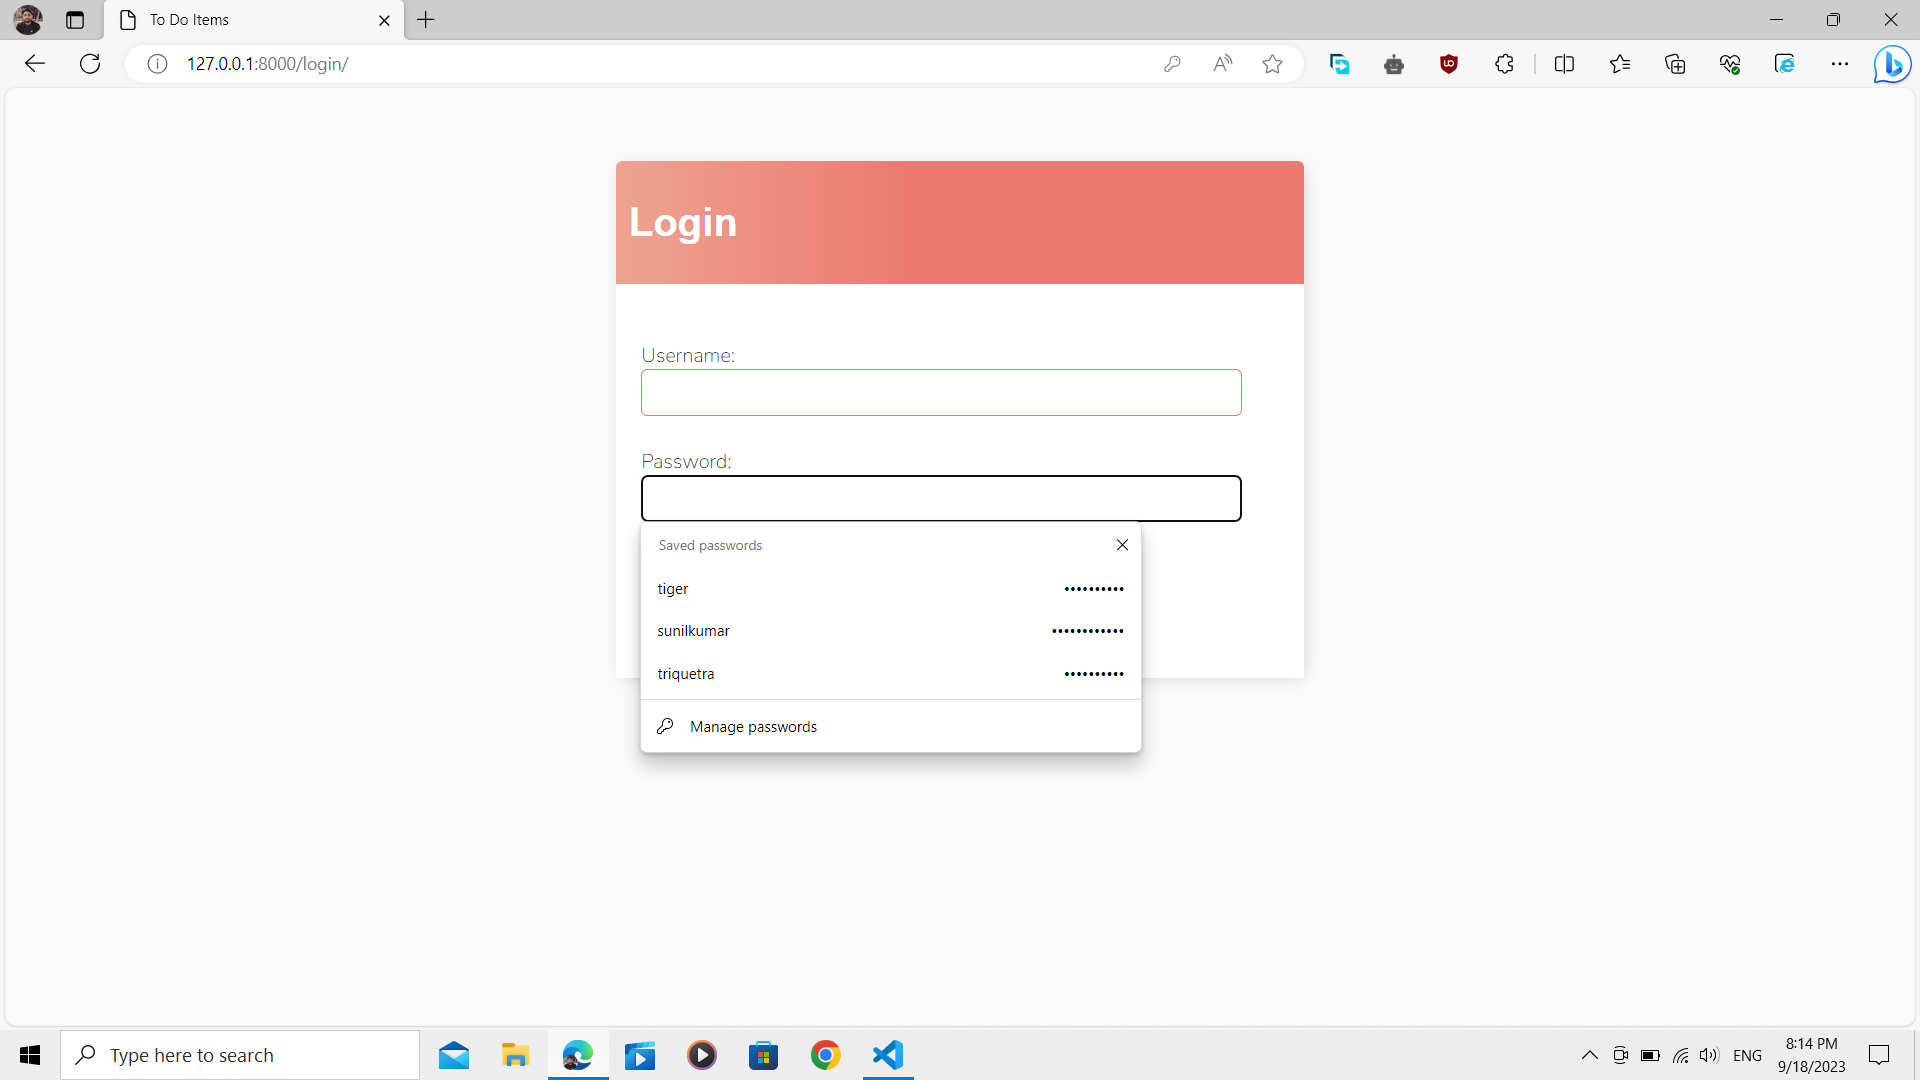 To Do Items
127.0.0.1:8000/login/
Login
Username:
Password:
Saved passwords
tiger ••••••••••
sunilkumar ••••••••••••
triquetra ••••••••••
Manage passwords
Type here to search
ENG
8:14 PM
9/18/2023